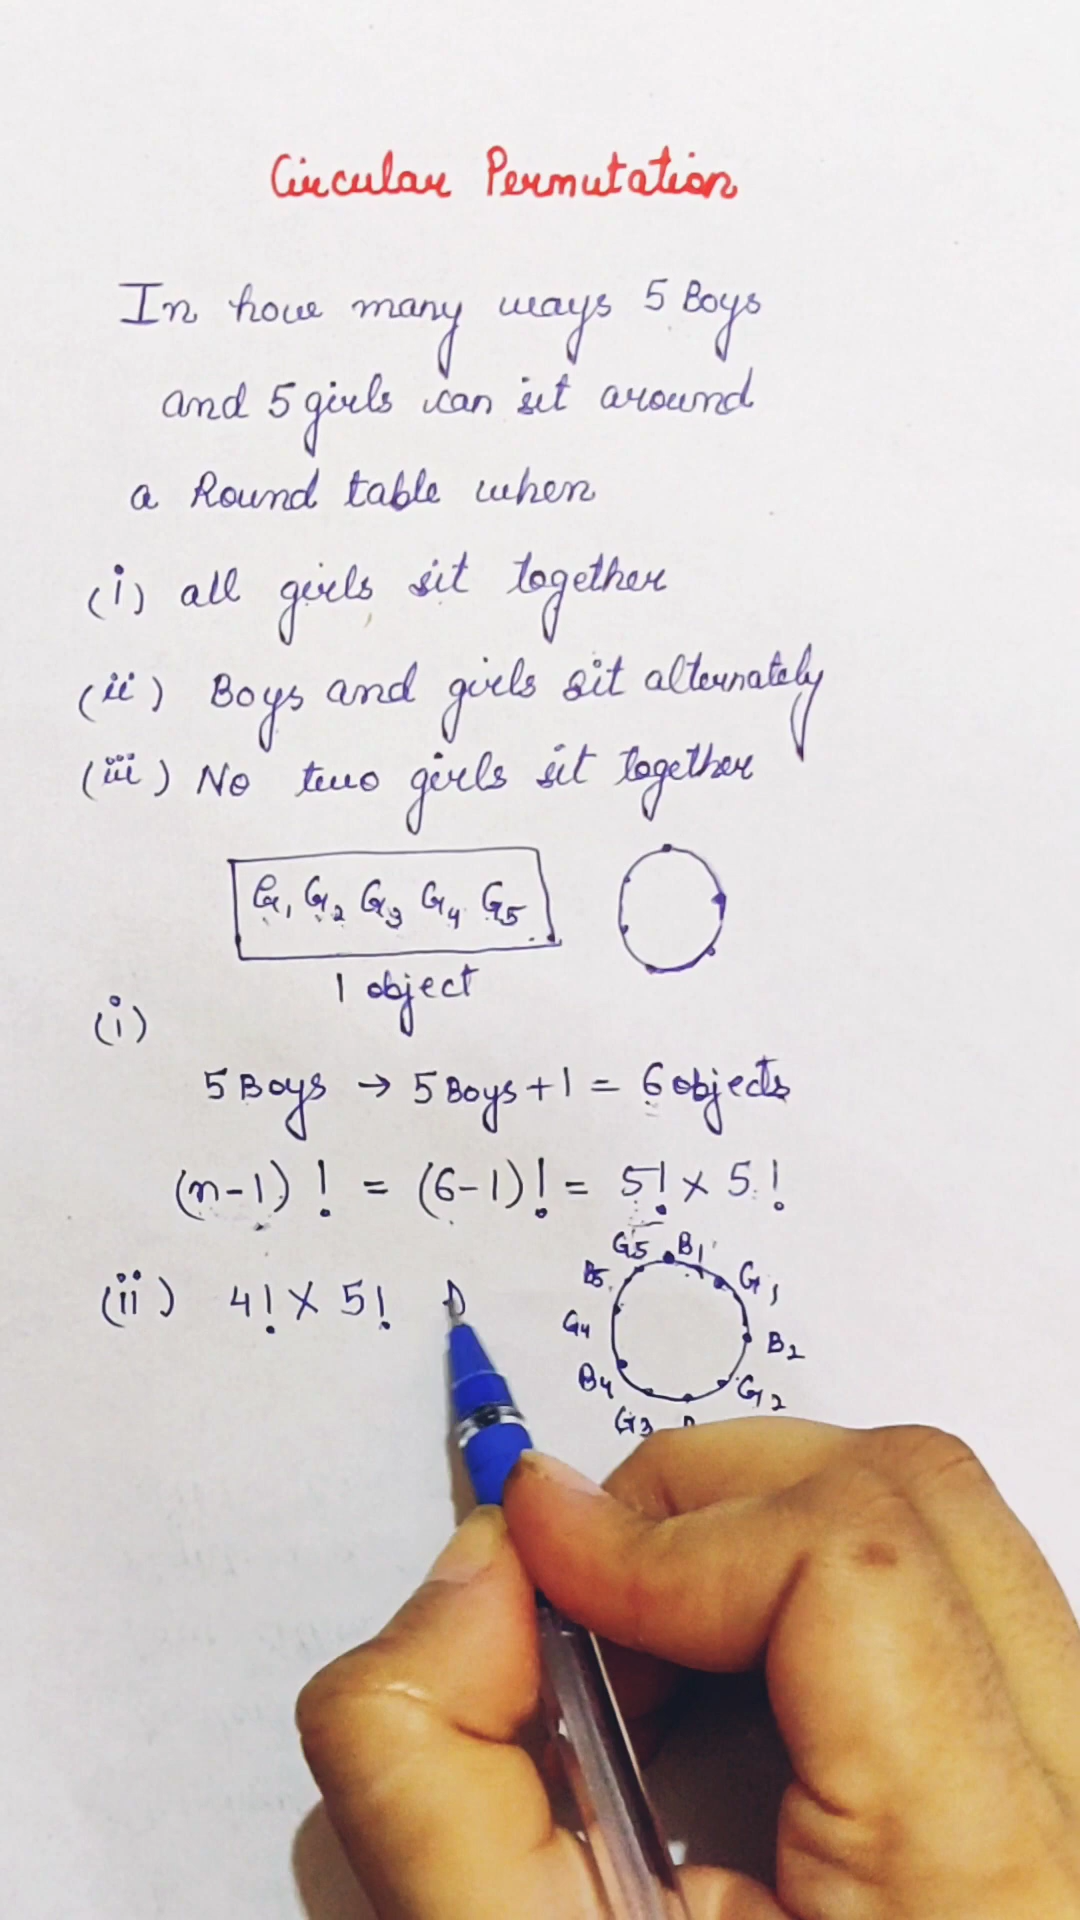 Circular Permutation
In how many ways 5 Boys
and 5 girls can sit around
a Round table when
(i) all girls sit together
(ii) Boys and girls sit alternately
(iii) No two girls sit together
G1 G2 G3 G4 G5
1 object
(i)
5 Boys → 5 Boys + 1 = 6 objects
(n-1)! = (6-1)! = 5! × 5!
(ii) 4! × 5!
G5 B1
B5 G1
G4 B2
B4 G2
G3